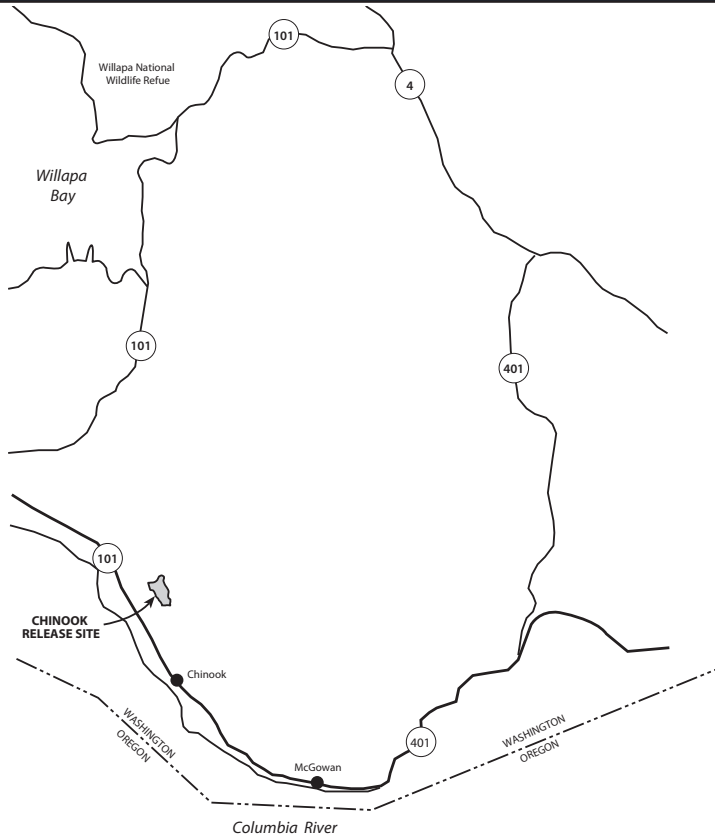 101
Willapa National
Wildlife Refue
4
Willapa
Bay
101
401
101
CHINOOK
RELEASE SITE
Chinook
WASHINGTON
OREGON
401
WASHINGTON
OREGON
McGowan
Columbia River